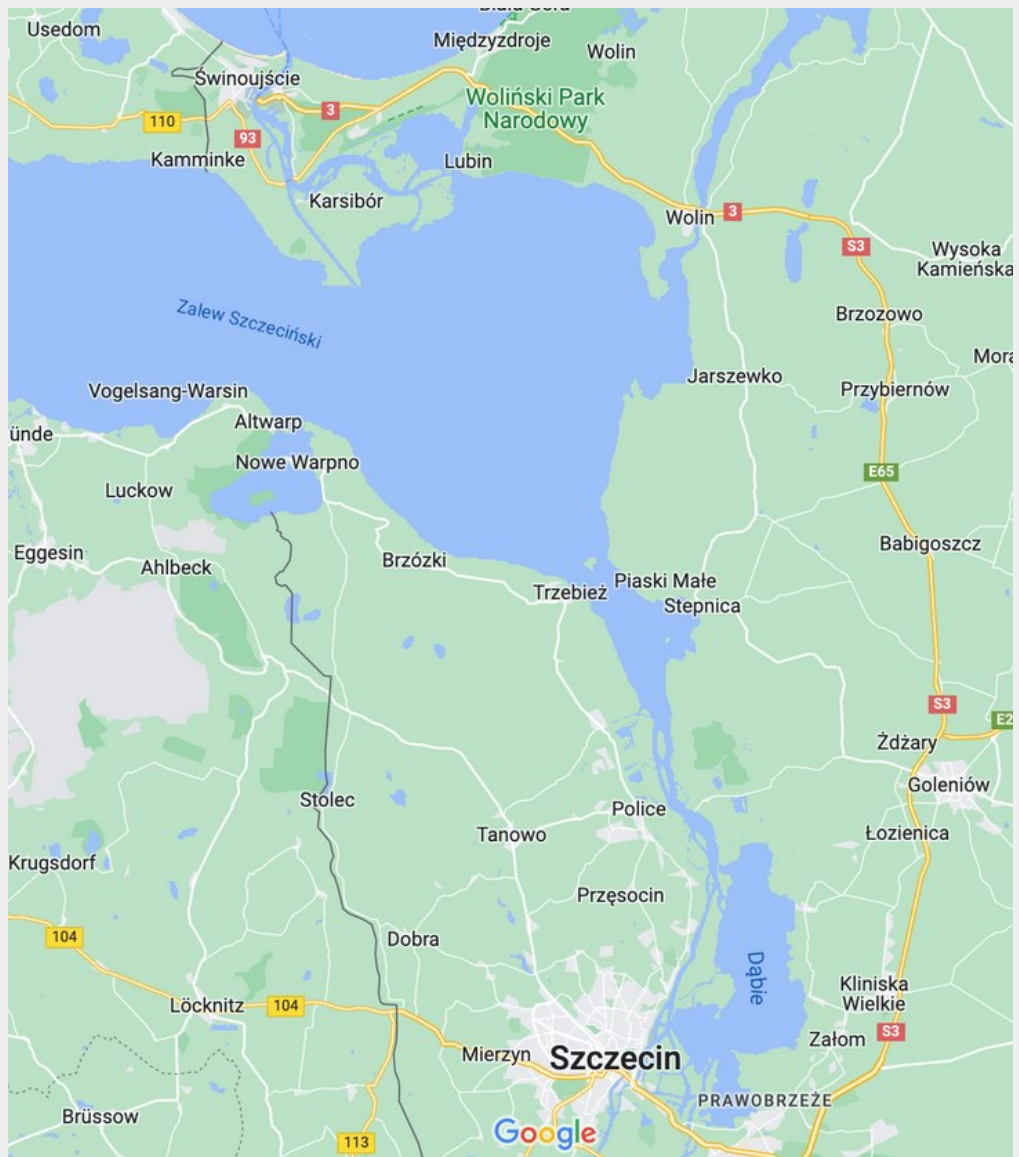 Usedom
Międzyzdroje
Wolin
Świnoujście
3
Woliński Park
Narodowy
110
93
Kamminke
Lubin
Karsibór
Wolin
3
S3
Wysoka
Kamieńska
Zalew Szczeciński
Brzozowo
Mora
Jarszewko
Przybiernów
Vogelsang-Warsin
Altwarp
ünde
Nowe Warpno
E65
Luckow
Babigoszcz
Eggesin
Brzózki
Ahlbeck
Piaski Małe
Trzebież
Stepnica
S3
E2
Żdżary
Goleniów
Stolec
Police
Tanowo
Łozienica
Krugsdorf
Przęsocin
104
Dobra
Dąbie
Kliniska
Wielkie
Löcknitz
104
S3
Załom
Mierzyn
Szczecin
PRAWOBRZEŻE
Brüssow
Google
113